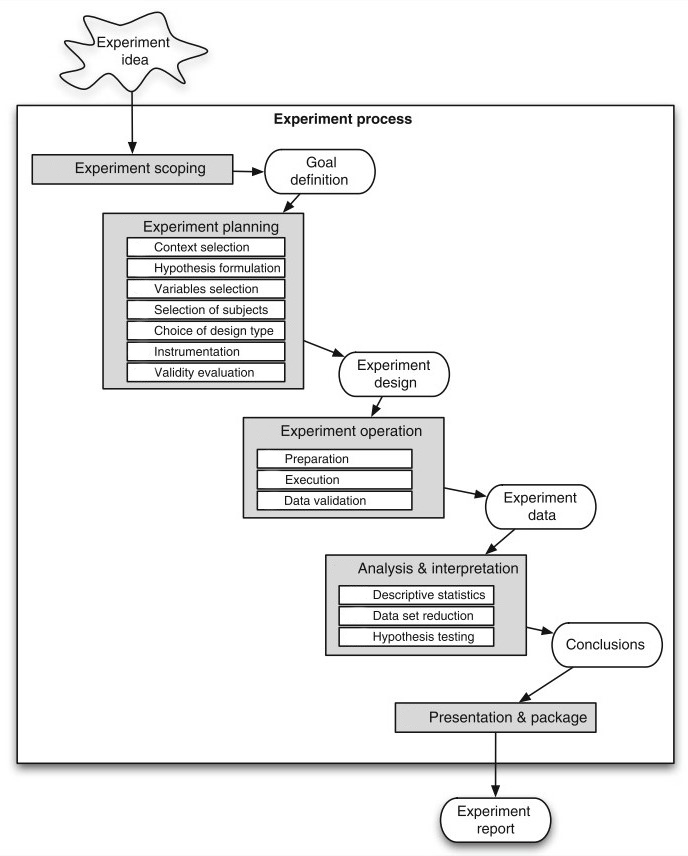 Experiment
idea
Experiment process
Experiment scoping
Goal
definition
Experiment planning
Context selection
Hypothesis formulation
Variables selection
Selection of subjects
Choice of design type
Instrumentation
Validity evaluation
Experiment
design
Experiment operation
Preparation
Execution
Data validation
Experiment
data
Analysis & interpretation
Descriptive statistics
Data set reduction
Hypothesis testing
Conclusions
Presentation & package
Experiment
report